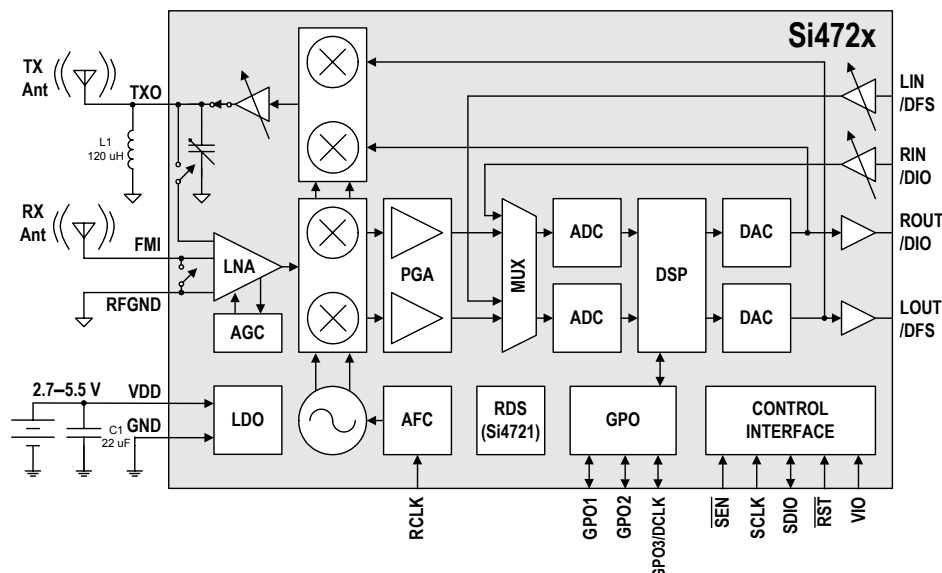 Si472x
TX
Ant
TXO
L1
120 uH
RX
Ant
FMI
RFGND
LNA
AGC
PGA
MUX
ADC
ADC
DSP
DAC
DAC
LIN
/DFS
RIN
/DIO
ROUT
/DIO
LOUT
/DFS
2.7–5.5 V
VDD
C1
22 uF
GND
LDO
AFC
RDS
(Si4721)
GPO
CONTROL
INTERFACE
RCLK
GPO1
GPO2
GPO3/DCLK
SEN
SCLK
SDIO
RST
VIO